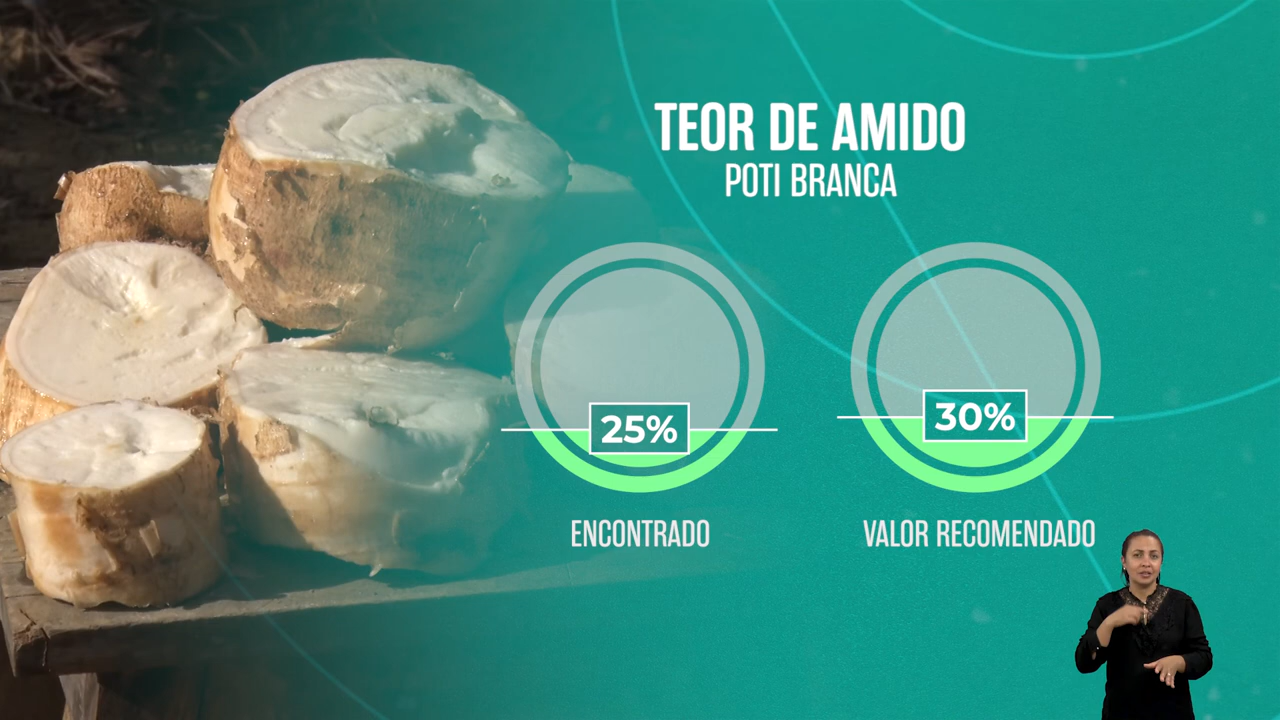 TEOR DE AMIDO
POTI BRANCA
25%
30%
ENCONTRADO
VALOR RECOMENDADO